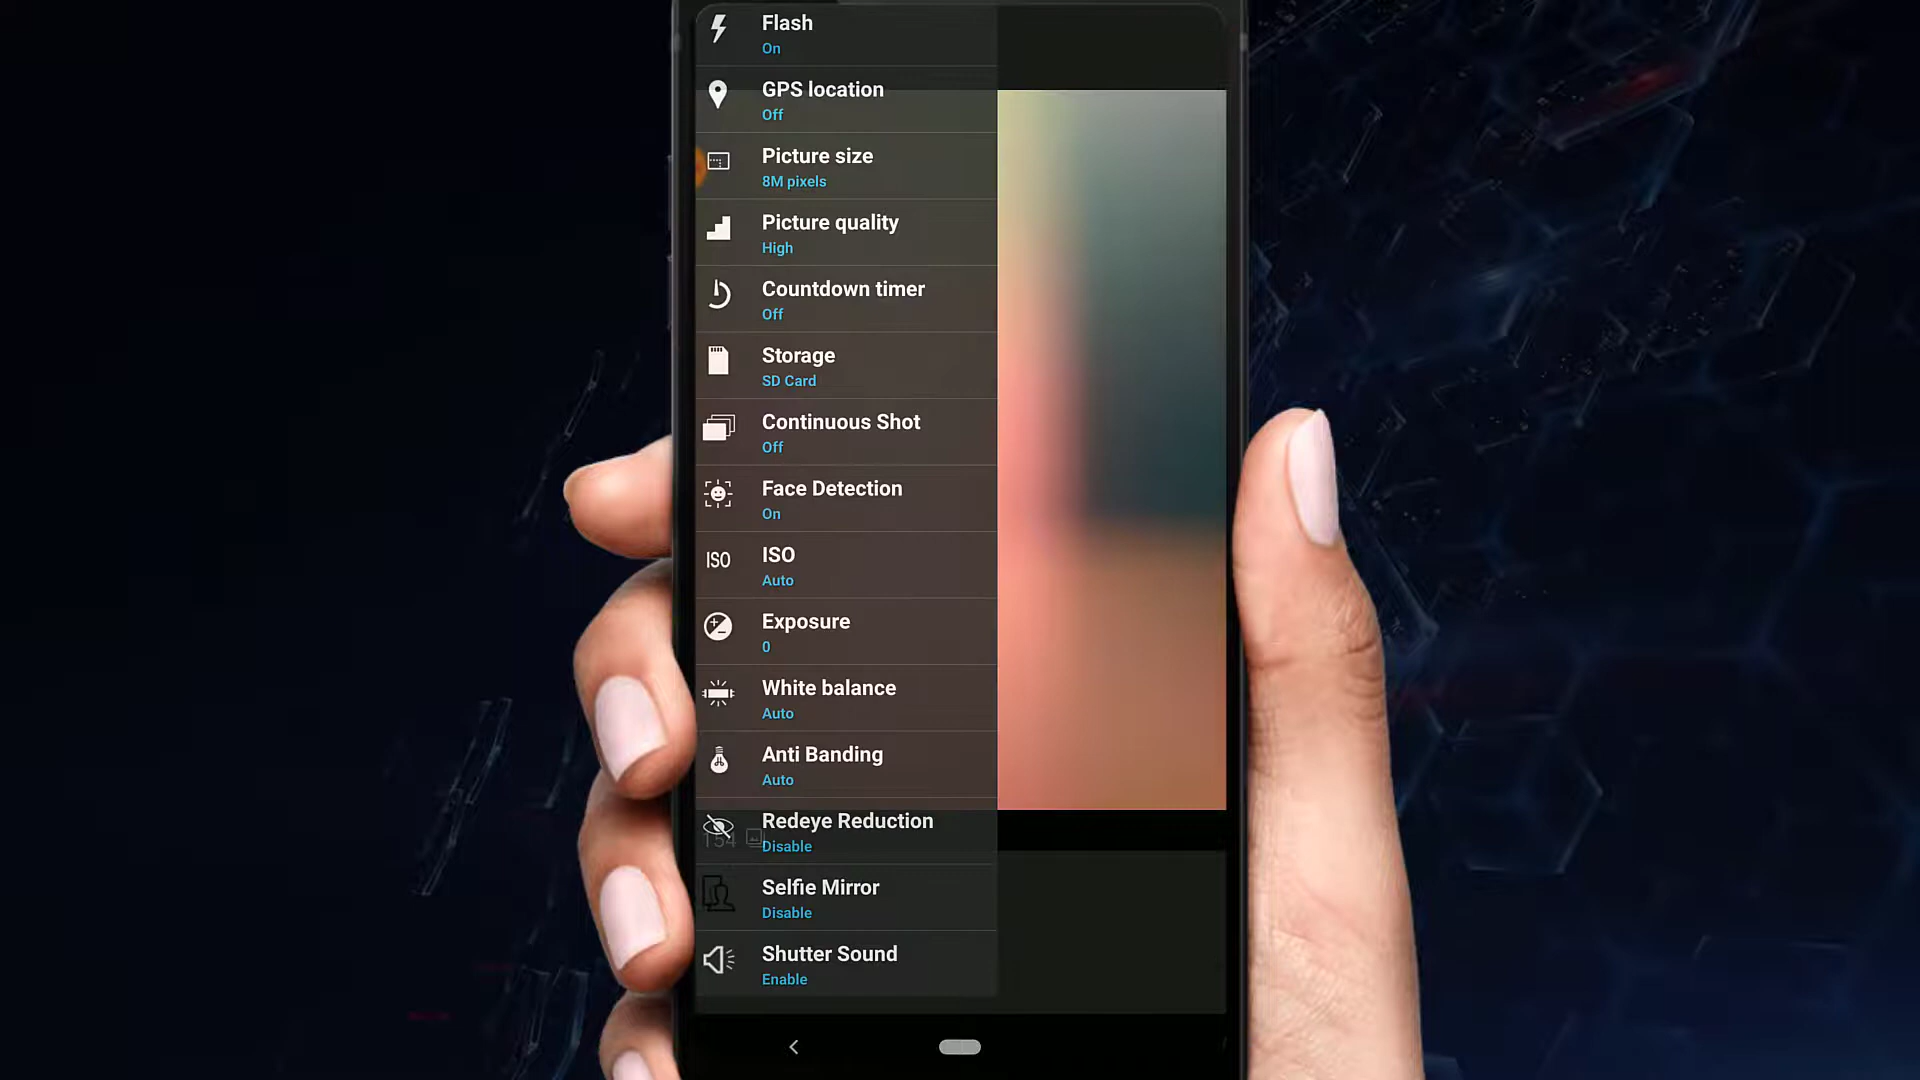 Flash
On
GPS location
Off
Picture size
8M pixels
Picture quality
High
Countdown timer
Off
Storage
SD Card
Continuous Shot
Off
Face Detection
On
ISO
ISO
Auto
Exposure
0
White balance
Auto
Anti Banding
Auto
Redeye Reduction
154
Disable
Selfie Mirror
Disable
Shutter Sound
Enable